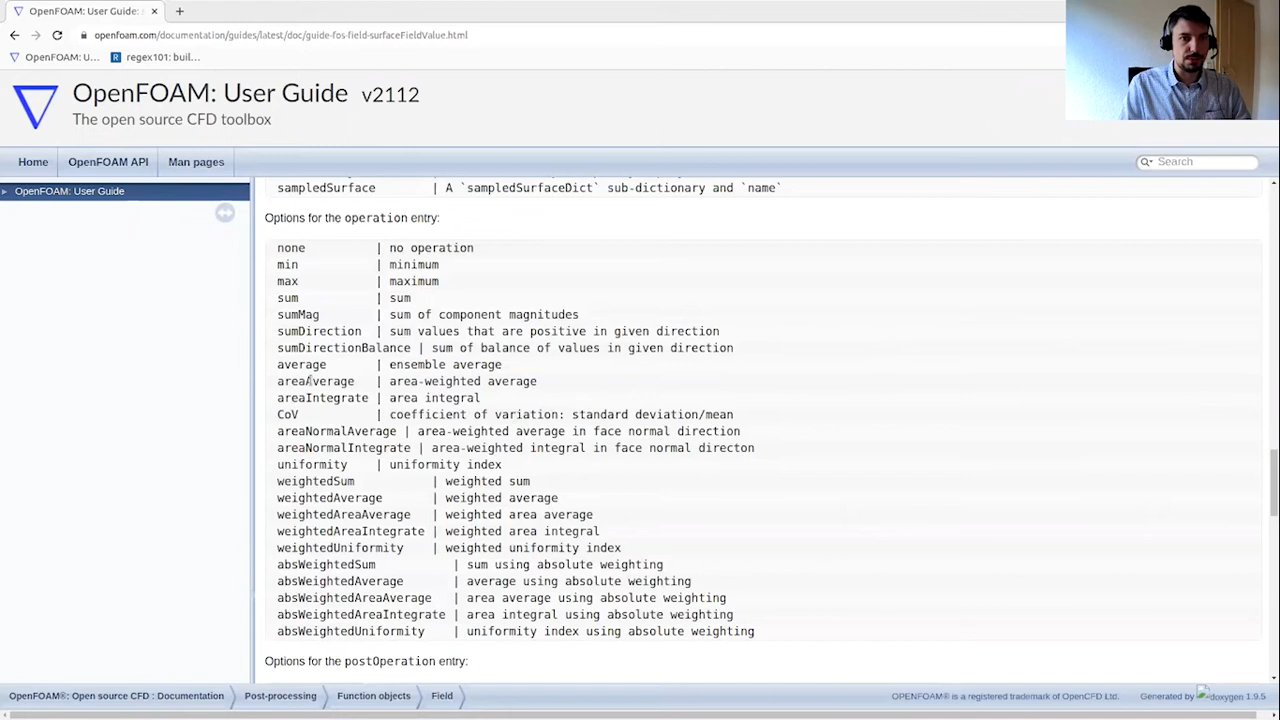 OpenFOAM: User Guide:
openfoam.com/documentation/guides/latest/doc/guide-fos-field-surfaceFieldValue.html
OpenFOAM: U...
regex101: buil...
OpenFOAM: User Guide v2112
The open source CFD toolbox
Home
OpenFOAM API
Man pages
Search
OpenFOAM: User Guide
sampledSurface | A `sampledSurfaceDict` sub-dictionary and `name`
Options for the operation entry:
none | no operation
min | minimum
max | maximum
sum | sum
sumMag | sum of component magnitudes
sumDirection | sum values that are positive in given direction
sumDirectionBalance | sum of balance of values in given direction
average | ensemble average
areaAverage | area-weighted average
areaIntegrate | area integral
CoV | coefficient of variation: standard deviation/mean
areaNormalAverage | area-weighted average in face normal direction
areaNormalIntegrate | area-weighted integral in face normal directon
uniformity | uniformity index
weightedSum | weighted sum
weightedAverage | weighted average
weightedAreaAverage | weighted area average
weightedAreaIntegrate | weighted area integral
weightedUniformity | weighted uniformity index
absWeightedSum | sum using absolute weighting
absWeightedAverage | average using absolute weighting
absWeightedAreaAverage | area average using absolute weighting
absWeightedAreaIntegrate | area integral using absolute weighting
absWeightedUniformity | uniformity index using absolute weighting
Options for the postOperation entry:
OpenFOAM®: Open source CFD : Documentation
Post-processing
Function objects
Field
OPENFOAM® is a registered trademark of OpenCFD Ltd.
Generated by doxygen 1.9.5